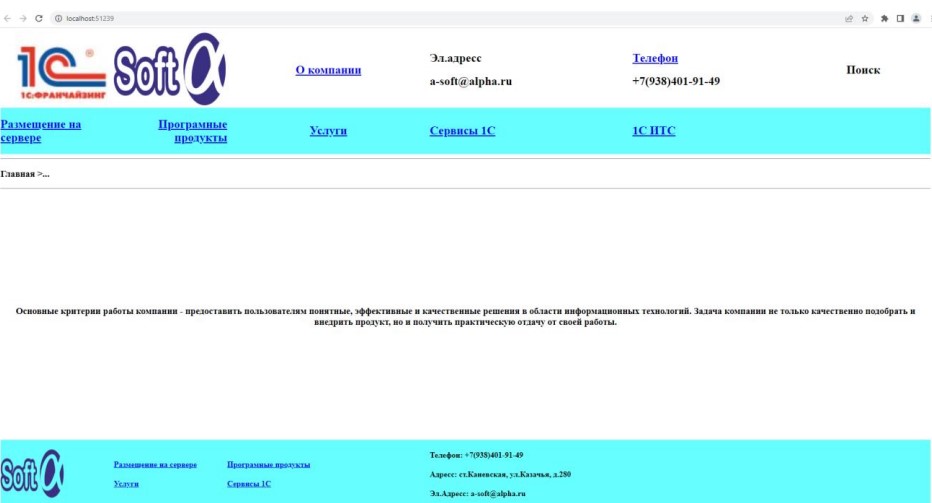 localhost:51239
1С®
1С:ФРАНЧАЙЗИНГ
Soft α
О компании
Эл.адресс
a-soft@alpha.ru
Телефон
+7(938)401-91-49
Поиск
Размещение на
сервере
Програмные
продукты
Услуги
Сервисы 1С
1С ИТС
Главная >...
Основные критерии работы компании - предоставить пользователям понятные, эффективные и качественные решения в области информационных технологий. Задача компании не только качественно подобрать и
внедрить продукт, но и получить практическую отдачу от своей работы.
Soft α
Размещение на сервере
Програмные продукты
Услуги
Сервисы 1С
Телефон: +7(938)401-91-49
Адресс: ст.Каневская, ул.Казачья, д.280
Эл.Адресс: a-soft@alpha.ru